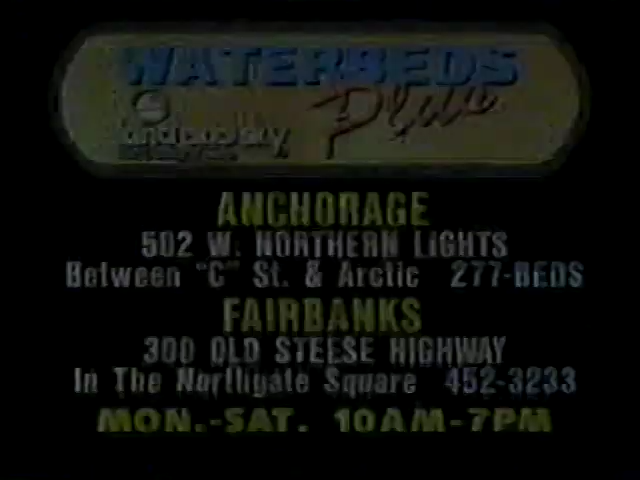 WATERBEDS
Plus
ANCHORAGE
502 W. NORTHERN LIGHTS
Between "C" St. & Arctic 277-BEDS
FAIRBANKS
300 OLD STEESE HIGHWAY
In The Northgate Square 452-3233
MON.-SAT. 10AM-7PM